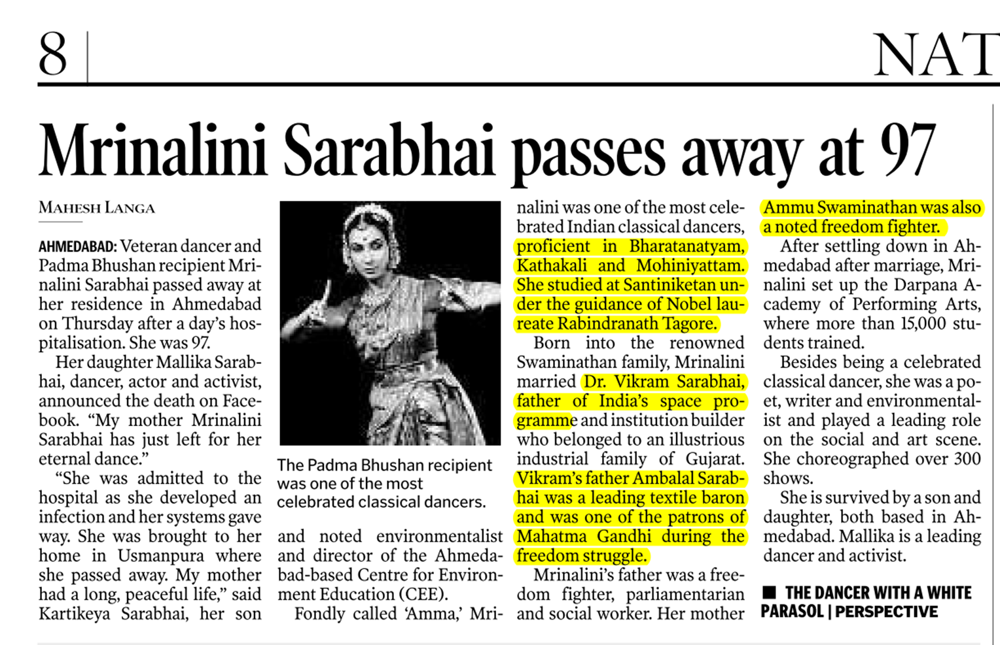 8
NAT
Mrinalini Sarabhai passes away at 97
MAHESH LANGA
AHMEDABAD: Veteran dancer and
Padma Bhushan recipient Mri-
nalini Sarabhai passed away at
her residence in Ahmedabad
on Thursday after a day's hos-
pitalisation. She was 97.
Her daughter Mallika Sarab-
hai, dancer, actor and activist,
announced the death on Face-
book. “My mother Mrinalini
Sarabhai has just left for her
eternal dance.”
“She was admitted to the
hospital as she developed an
infection and her systems gave
way. She was brought to her
home in Usmanpura where
she passed away. My mother
had a long, peaceful life,” said
Kartikeya Sarabhai, her son
The Padma Bhushan recipient
was one of the most
celebrated classical dancers.
and noted environmentalist
and director of the Ahmeda-
bad-based Centre for Environ-
ment Education (CEE).
Fondly called ‘Amma,’ Mri-
nalini was one of the most cele-
brated Indian classical dancers,
proficient in Bharatanatyam,
Kathakali and Mohiniyattam.
She studied at Santiniketan un-
der the guidance of Nobel lau-
reate Rabindranath Tagore.
Born into the renowned
Swaminathan family, Mrinalini
married Dr. Vikram Sarabhai,
father of India's space pro-
gramme and institution builder
who belonged to an illustrious
industrial family of Gujarat.
Vikram's father Ambalal Sarab-
hai was a leading textile baron
and was one of the patrons of
Mahatma Gandhi during the
freedom struggle.
Mrinalini's father was a free-
dom fighter, parliamentarian
and social worker. Her mother
Ammu Swaminathan was also
a noted freedom fighter.
After settling down in Ah-
medabad after marriage, Mri-
nalini set up the Darpana A-
cademy of Performing Arts,
where more than 15,000 stu-
dents trained.
Besides being a celebrated
classical dancer, she was a po-
et, writer and environmental-
ist and played a leading role
on the social and art scene.
She choreographed over 300
shows.
She is survived by a son and
daughter, both based in Ah-
medabad. Mallika is a leading
dancer and activist.
■ THE DANCER WITH A WHITE
PARASOL | PERSPECTIVE